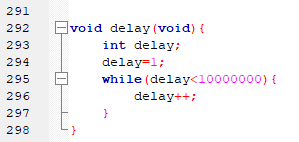 291
292 void delay(void){
293 int delay;
294 delay=1;
295 while(delay<10000000){
296 delay++;
297 }
298 }